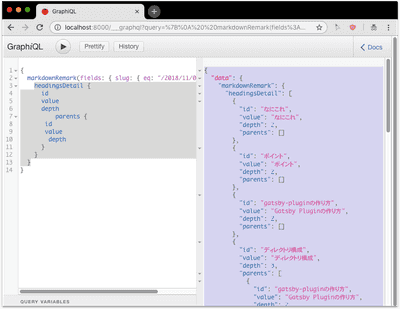 http://localhost:8000/___graphq
localhost:8000/___graphql?query=%7B%0A%20%20markdownRemark(fields%3A...
GraphiQL
Prettify
History
< Docs
1 {
2 markdownRemark(fields: { slug: { eq: "/2018/11/0
3 headingsDetail {
4 id
5 value
6 depth
7 parents {
8 id
9 value
10 depth
11 }
12 }
13 }
14 }
QUERY VARIABLES
{
"data": {
"markdownRemark": {
"headingsDetail": [
{
"id": "なにこれ",
"value": "なにこれ",
"depth": 2,
"parents": []
},
{
"id": "ポイント",
"value": "ポイント",
"depth": 2,
"parents": []
},
{
"id": "gatsby-pluginの作り方",
"value": "Gatsby Pluginの作り方",
"depth": 2,
"parents": []
},
{
"id": "ディレクトリ構成",
"value": "ディレクトリ構成",
"depth": 3,
"parents": [
{
"id": "gatsby-pluginの作り方",
"value": "Gatsby Pluginの作り方",